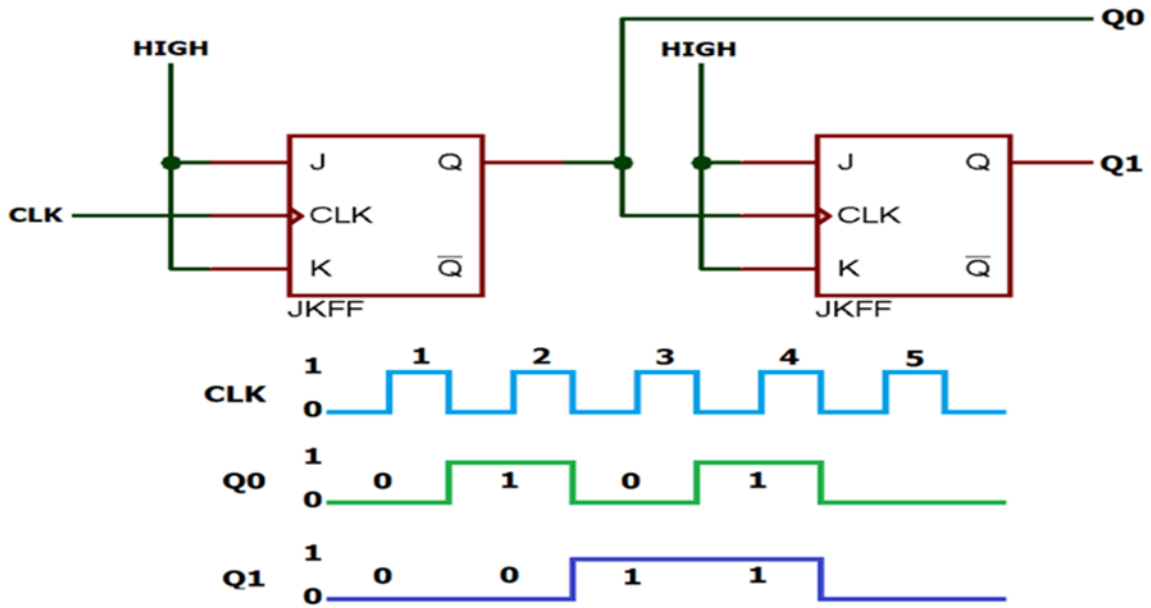 Q0
HIGH HIGH
J Q J Q Q1
CLK CLK CLK
K Q K Q
JKFF JKFF
1 2 3 4 5
1
CLK
0
1
Q0 0 1 0 1
0
1
Q1 0 0 1 1
0